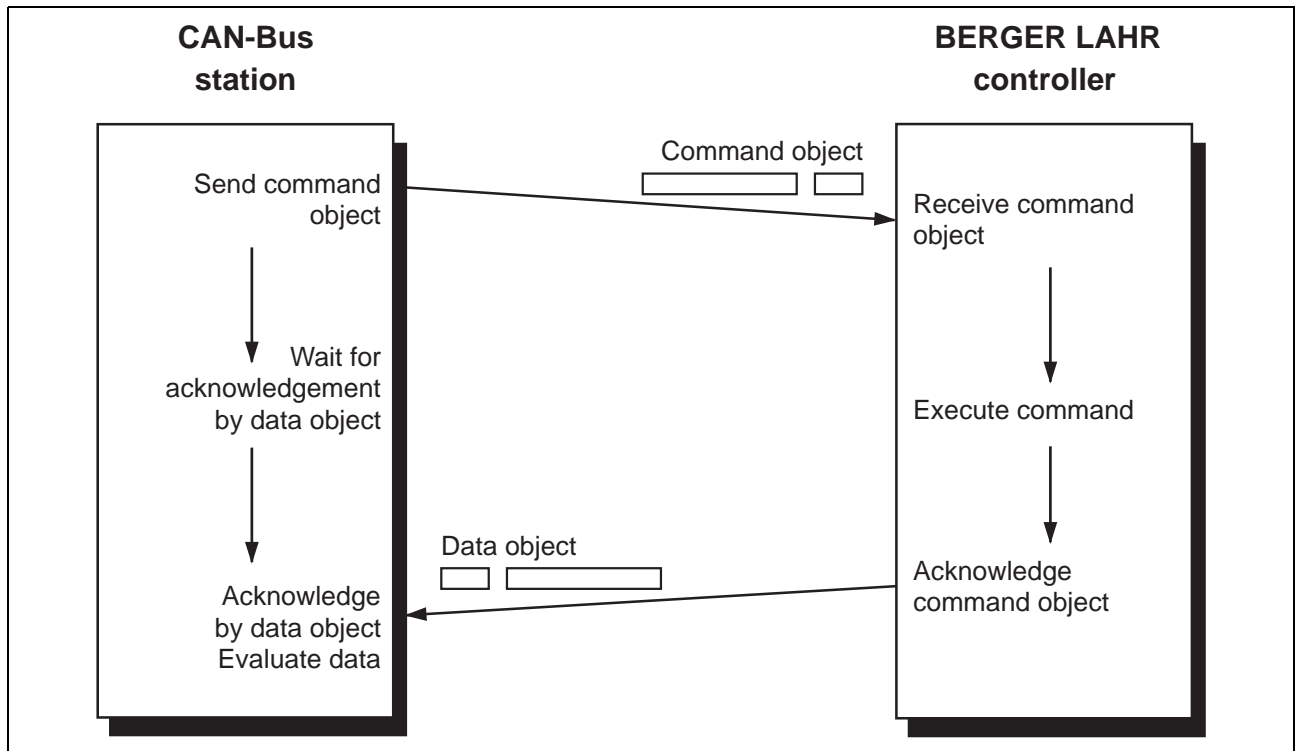 CAN-Bus
station
BERGER LAHR
controller
Send command
object
Wait for
acknowledgement
by data object
Acknowledge
by data object
Evaluate data
Command object
Data object
Receive command
object
Execute command
Acknowledge
command object